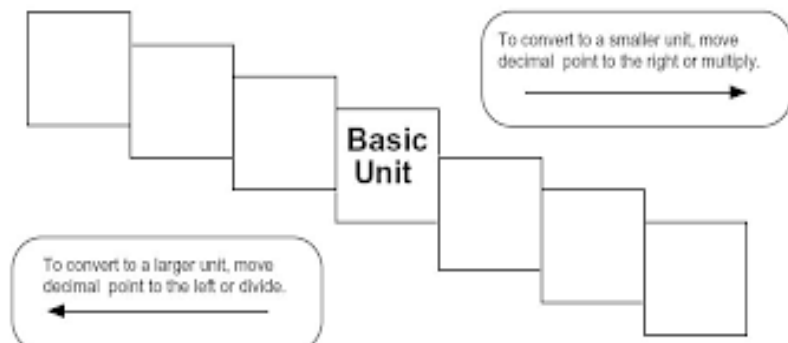 To convert to a smaller unit, move
decimal point to the right or multiply.
Basic
Unit
To convert to a larger unit, move
decimal point to the left or divide.